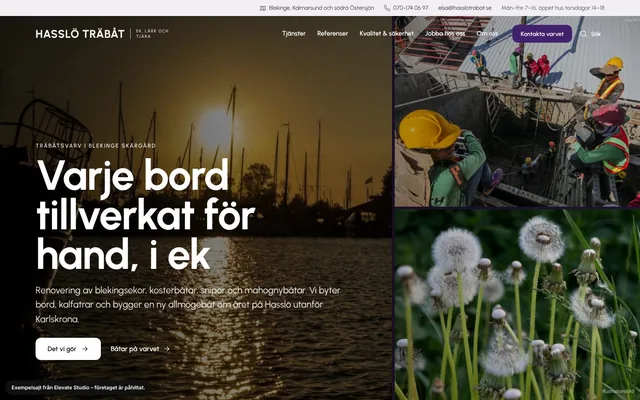 Blekinge, Kalmarsund och södra Östersjön
070-174 06 97
elsa@hasslotrabat.se
Mån–fre 7–16, öppet hus torsdagar 14–18
HASSLÖ TRÄBÅT
EK, LÄRK OCH
TJÄRA
Tjänster
Referenser
Kvalitet & säkerhet
Jobba hos oss
Om oss
Kontakta varvet
Sök
TRÄBÅTSVARV I BLEKINGE SKÄRGÅRD
Varje bord
tillverkat för
hand, i ek
Renovering av blekingsekor, kosterbåtar, snipor och mahognybåtar. Vi byter
bord, kalfatrar och bygger en ny allmogebåt om året på Hasslö utanför
Karlskrona.
Det vi gör →
Båtar på varvet →
Exempelsajt från Elevate Studio – företaget är påhittat.